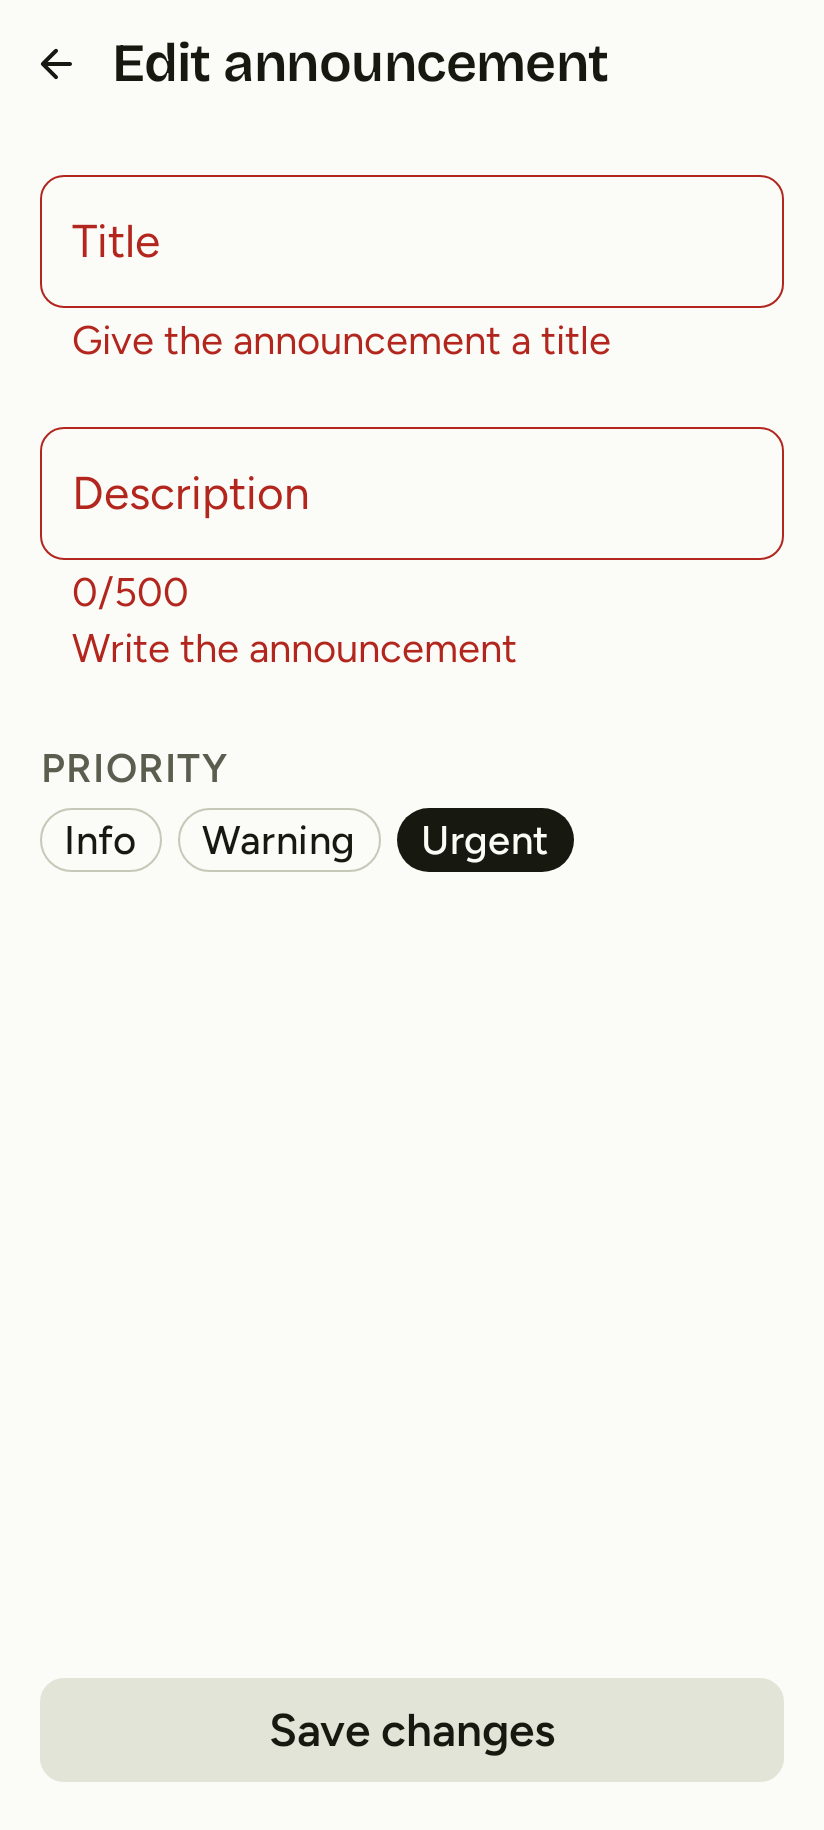 Edit announcement
Title
Give the announcement a title
Description
0/500
Write the announcement
PRIORITY
Info Warning Urgent
Save changes